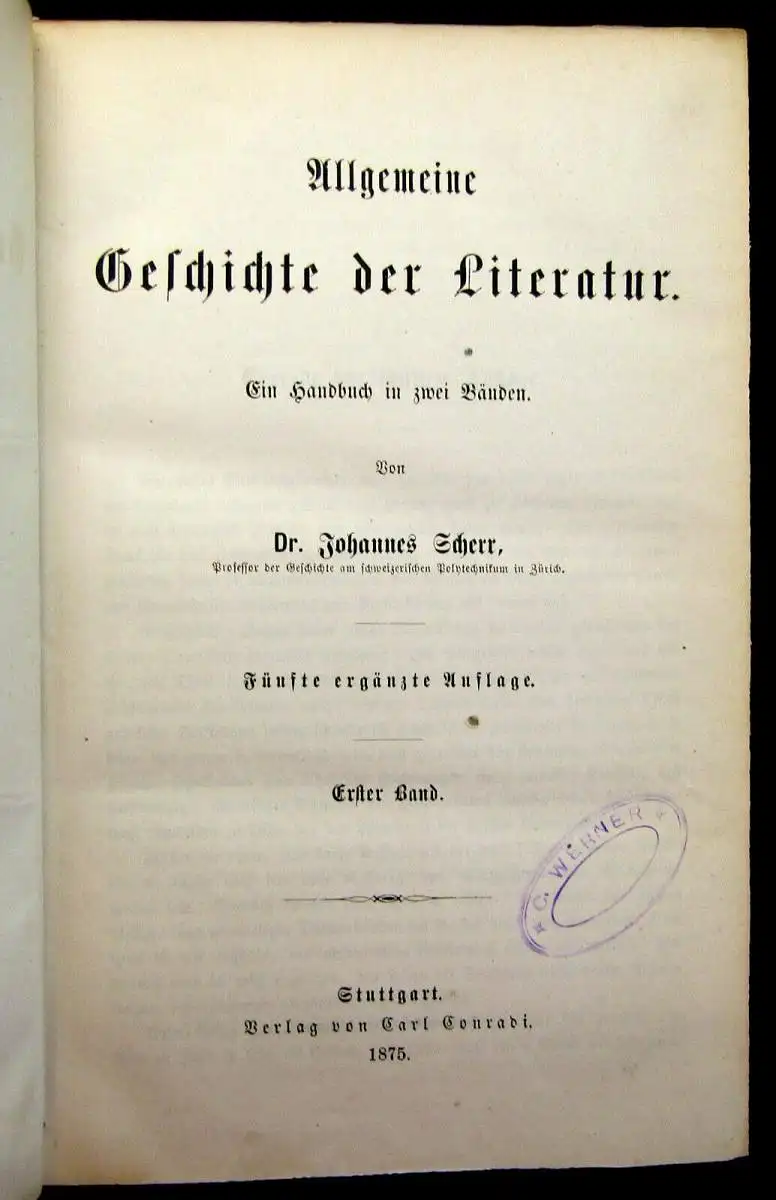 Allgemeine
Geschichte der Literatur.
Ein Handbuch in zwei Bänden.
Von
Dr. Johannes Scherr,
Professor der Geschichte am schweizerischen Polytechnikum in Zürich.
Fünfte ergänzte Auflage.
Erster Band.
* C. WERNER *
Stuttgart.
Verlag von Carl Conradi.
1875.